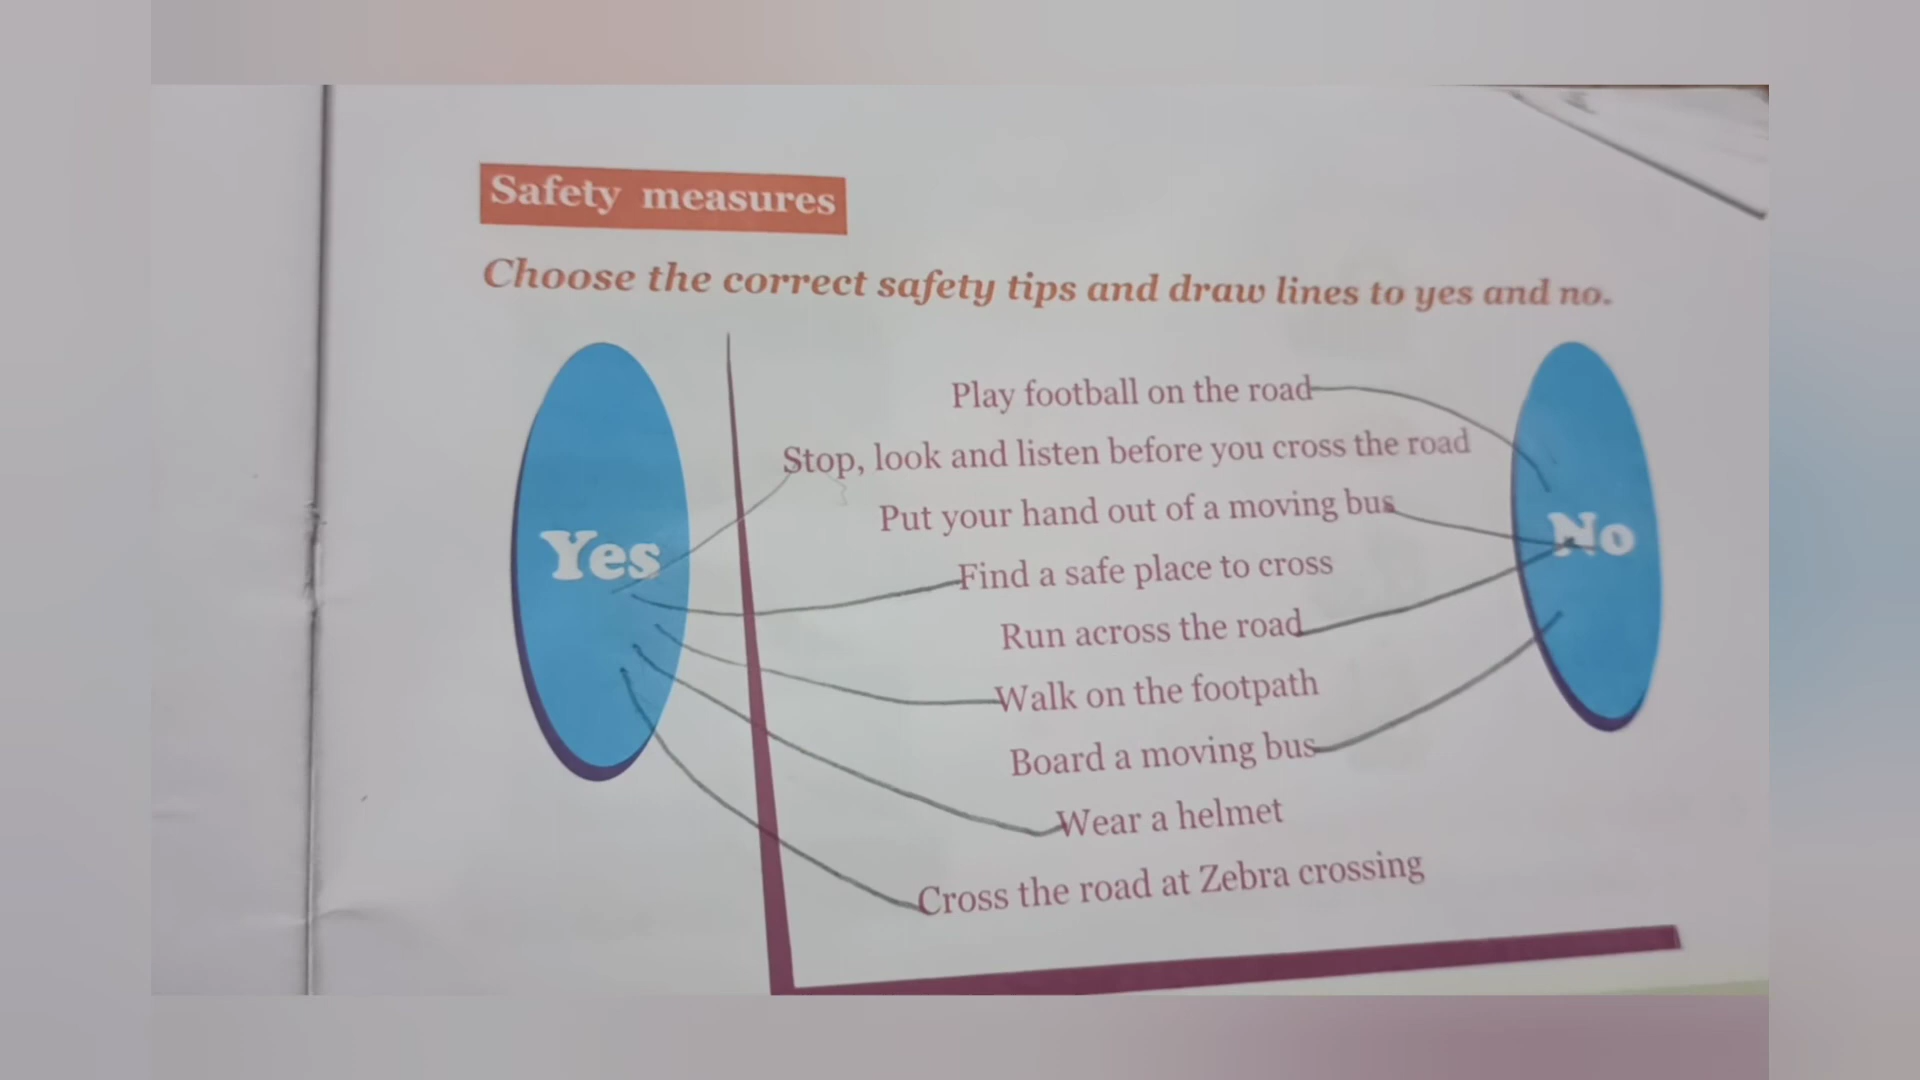 Safety measures
Choose the correct safety tips and draw lines to yes and no.
Play football on the road
Stop, look and listen before you cross the road
Put your hand out of a moving bus
Yes
No
Find a safe place to cross
Run across the road
Walk on the footpath
Board a moving bus
Wear a helmet
Cross the road at Zebra crossing